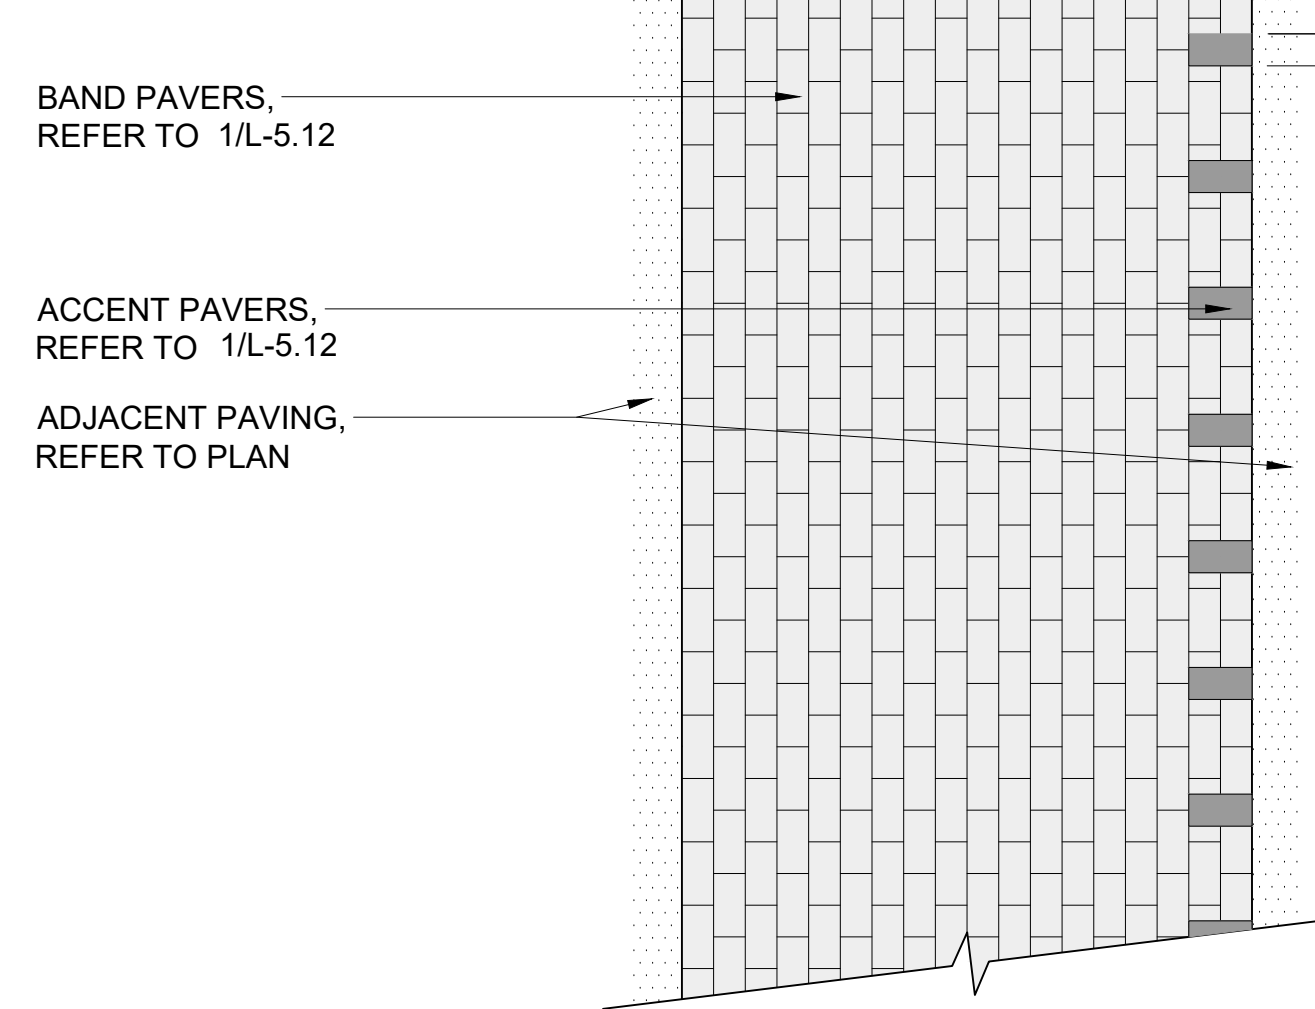 BAND PAVERS,
REFER TO 1/L-5.12
ACCENT PAVERS,
REFER TO 1/L-5.12
ADJACENT PAVING,
REFER TO PLAN